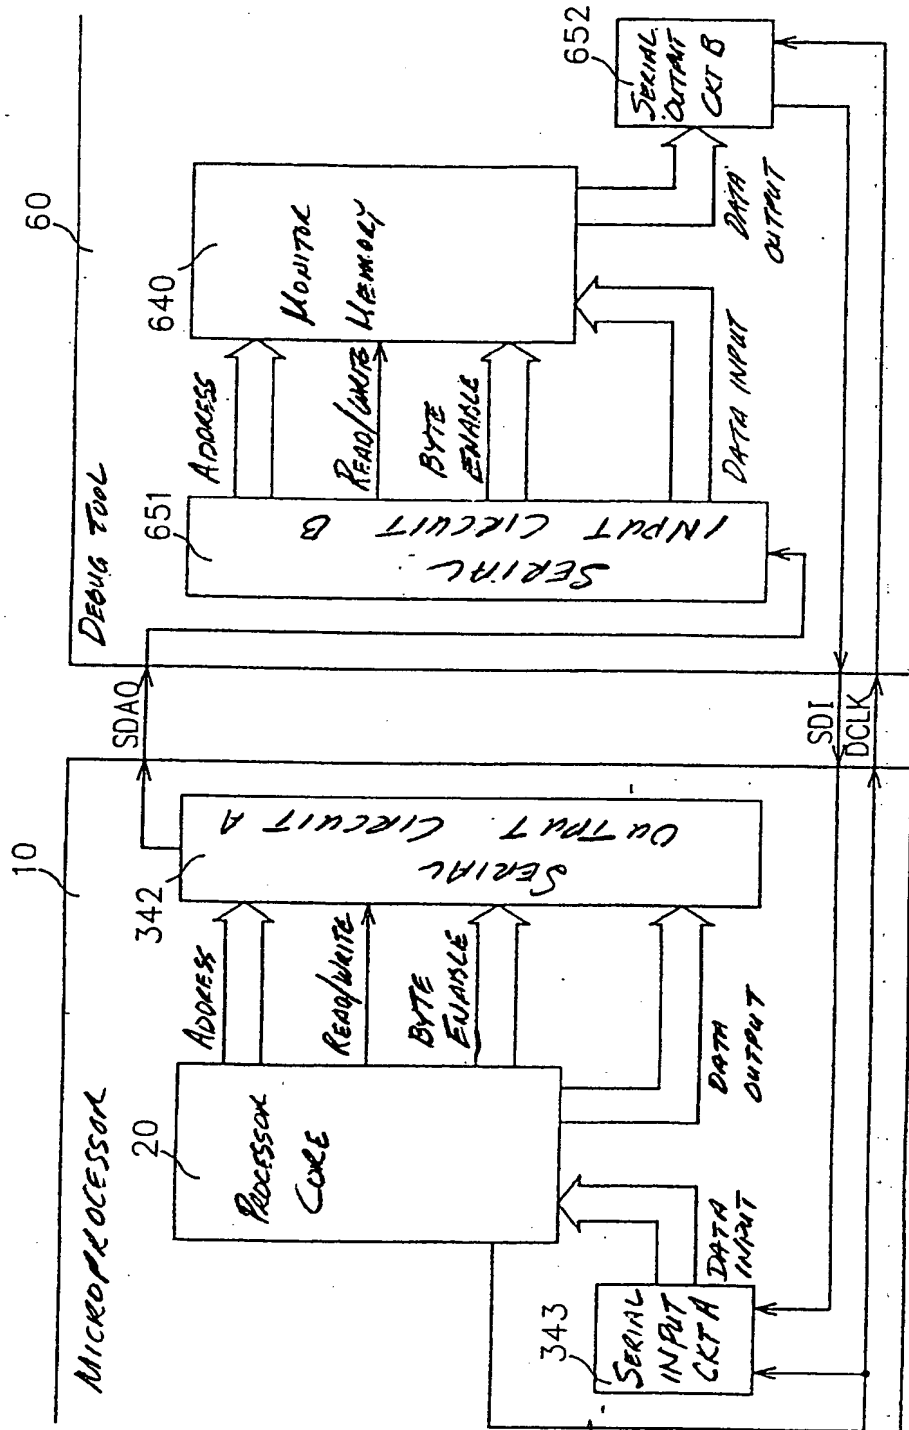 10
MICROPROCESSOR
20
PROCESSOR
CORE
ADDRESS
READ/WRITE
BYTE
ENABLE
DATA
OUTPUT
342
SERIAL
OUTPUT CIRCUIT A
343
SERIAL
INPUT
CKT A
DATA
INPUT
SDAO
SDI
DCLK
60
DEBUG TOOL
651
SERIAL
INPUT CIRCUIT B
ADDRESS
READ/WRITE
BYTE
ENABLE
DATA INPUT
640
MONITOR
MEMORY
DATA
OUTPUT
652
SERIAL
OUTPUT
CKT B